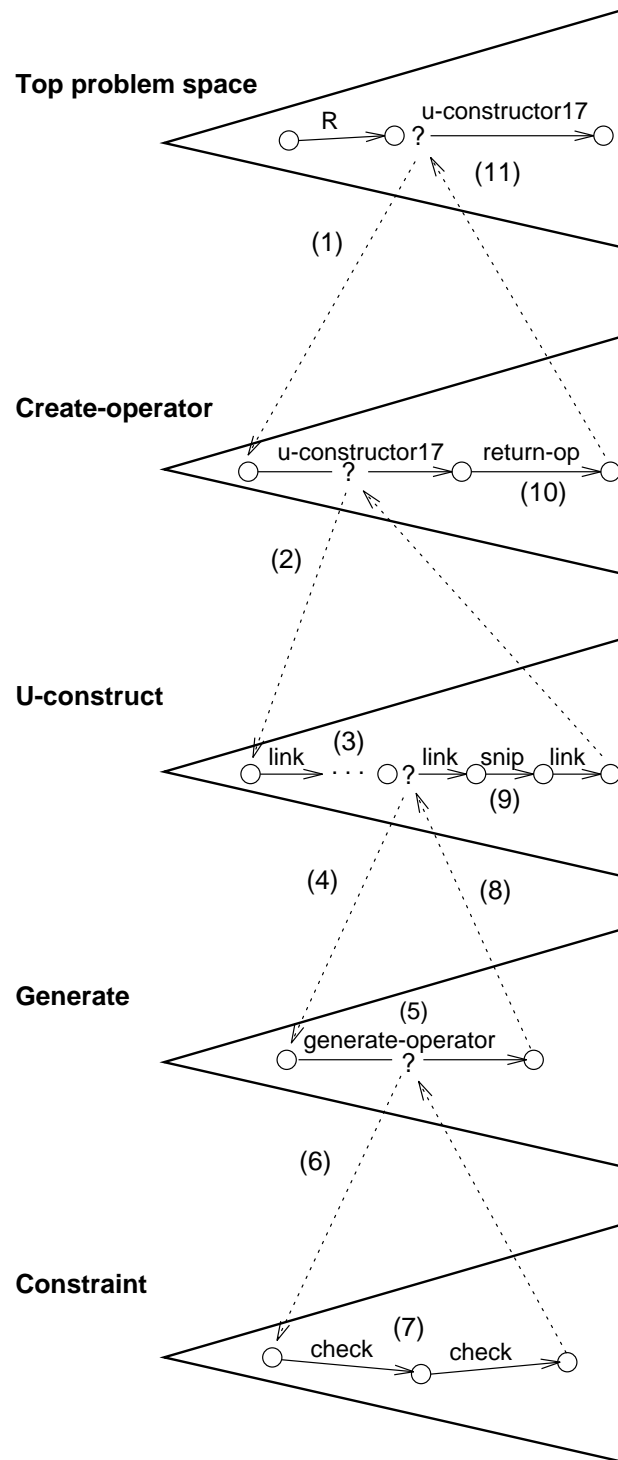 Top problem space
u-constructor17
R
?
(11)
(1)
Create-operator
u-constructor17 return-op
?
(10)
(2)
U-construct
(3)
link link snip link
. . . ?
(9)
(4) (8)
Generate
(5)
generate-operator
?
(6)
Constraint
(7)
check check